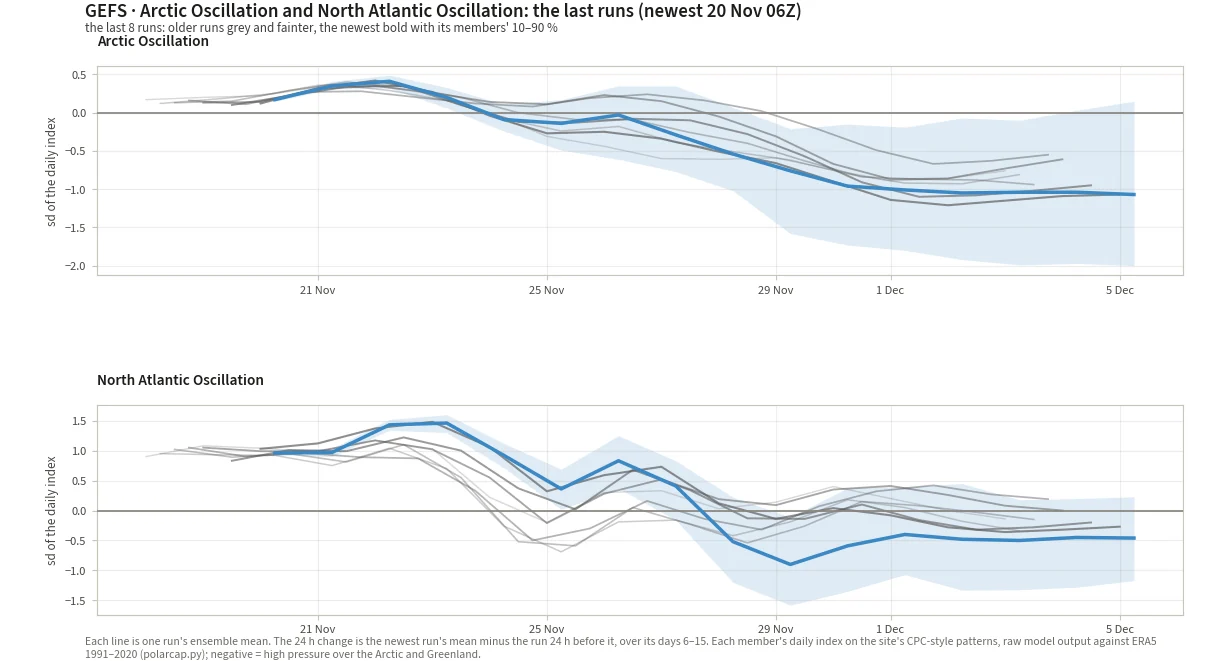 GEFS · Arctic Oscillation and North Atlantic Oscillation: the last runs (newest 20 Nov 06Z)
the last 8 runs: older runs grey and fainter, the newest bold with its members' 10–90 %
Arctic Oscillation
sd of the daily index
0.5
0.0
−0.5
−1.0
−1.5
−2.0
21 Nov
25 Nov
29 Nov
1 Dec
5 Dec
North Atlantic Oscillation
sd of the daily index
1.5
1.0
0.5
0.0
−0.5
−1.0
−1.5
21 Nov
25 Nov
29 Nov
1 Dec
5 Dec
Each line is one run's ensemble mean. The 24 h change is the newest run's mean minus the run 24 h before it, over its days 6–15. Each member's daily index on the site's CPC-style patterns, raw model output against ERA5
1991–2020 (polarcap.py); negative = high pressure over the Arctic and Greenland.